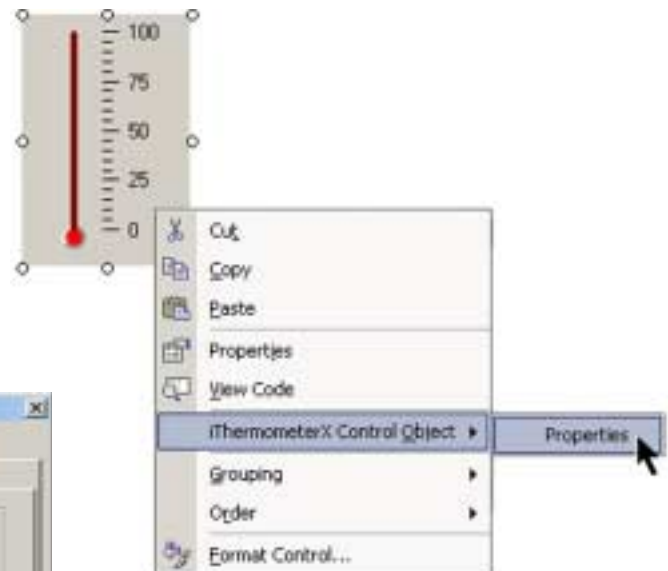 100
75
50
25
0
Cut
Copy
Paste
Properties
View Code
iThermometerX Control Object
Properties
Grouping
Order
Format Control...